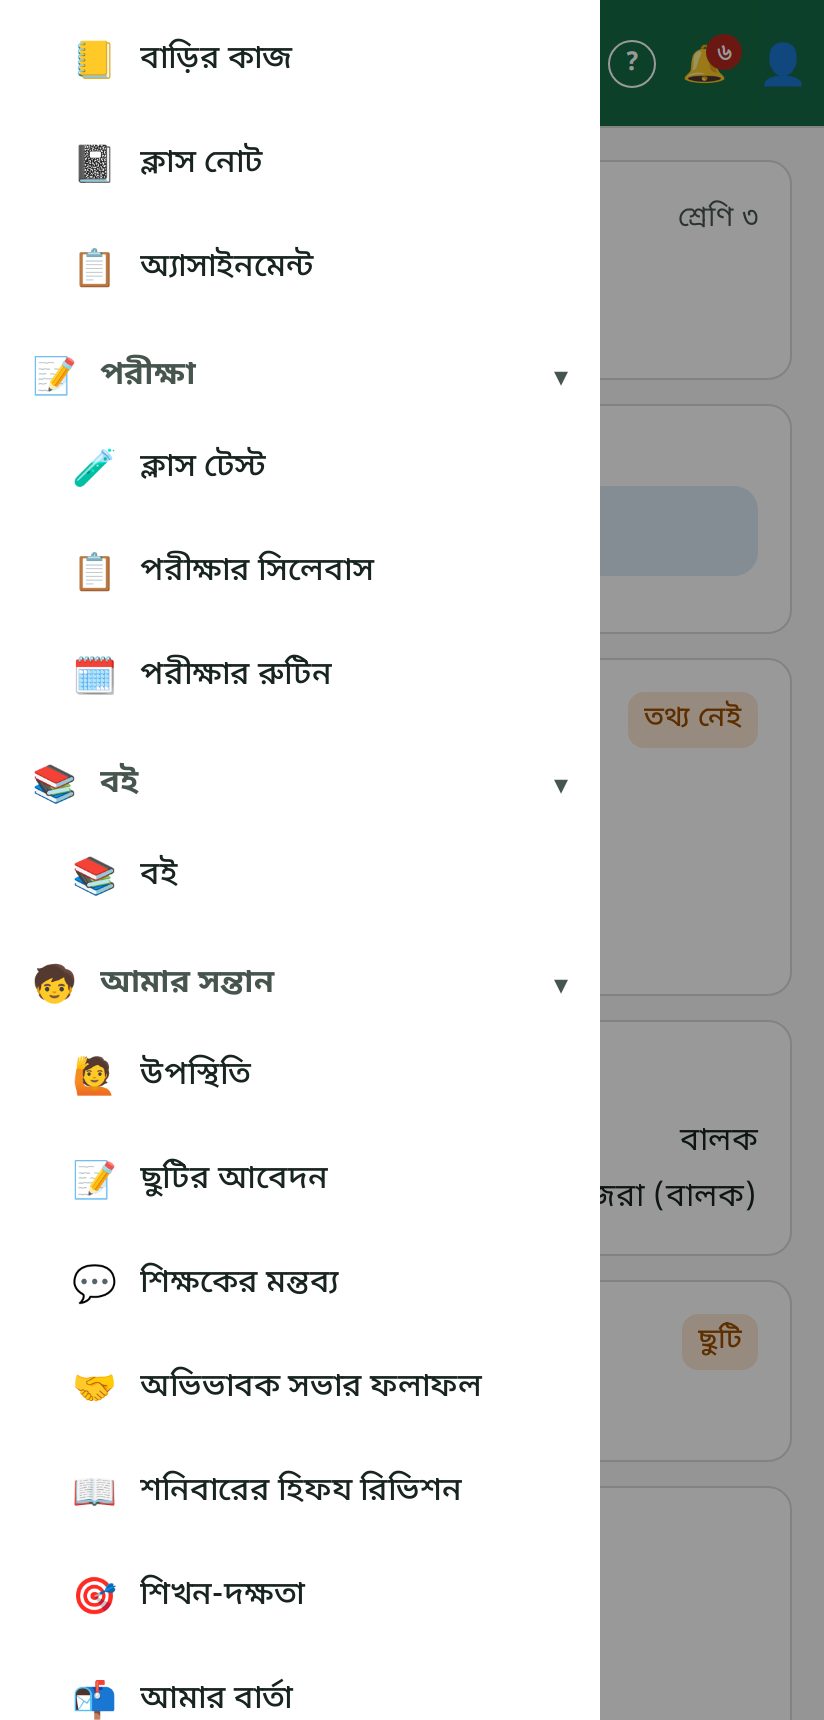 বাড়ির কাজ
ক্লাস নোট
অ্যাসাইনমেন্ট
পরীক্ষা
ক্লাস টেস্ট
পরীক্ষার সিলেবাস
পরীক্ষার রুটিন
বই
বই
আমার সন্তান
উপস্থিতি
ছুটির আবেদন
শিক্ষকের মন্তব্য
অভিভাবক সভার ফলাফল
শনিবারের হিফয রিভিশন
শিখন-দক্ষতা
আমার বার্তা
?
৬
শ্রেণি ৩
তথ্য নেই
বালক
(বালক)
ছুটি